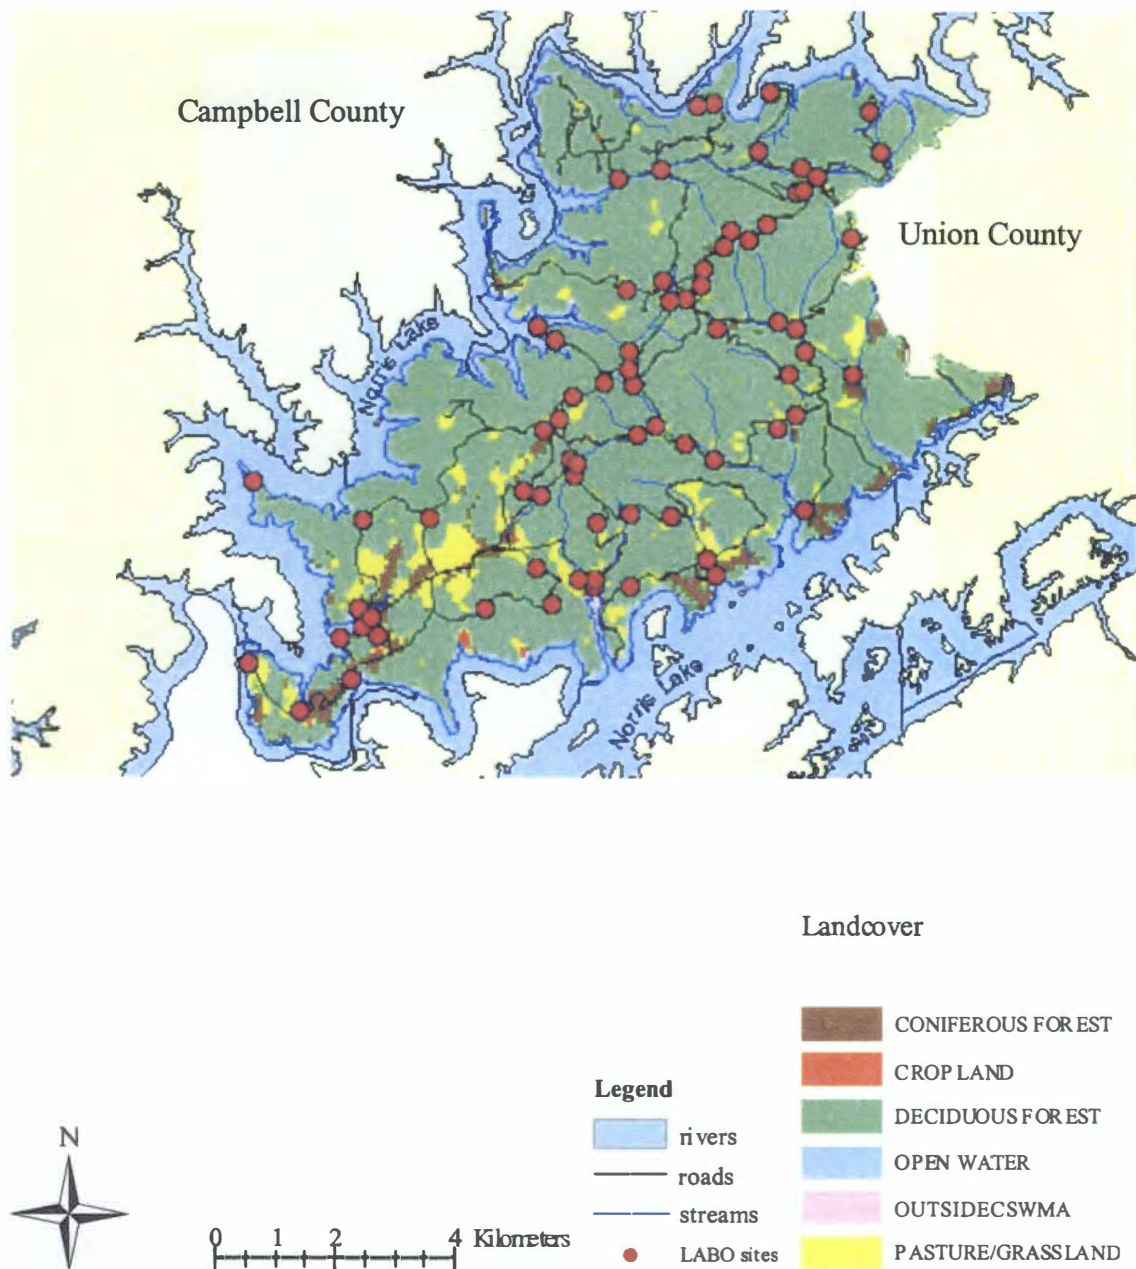 Campbell County
Union County
Norris Lake
Norris Lake
Landcover
CONIFEROUS FOREST
CROP LAND
DECIDUOUS FOREST
OPEN WATER
OUTSIDECSWMA
PASTURE/GRASSLAND
Legend
rivers
roads
streams
LABO sites
N
0 1 2 4 Kilometers